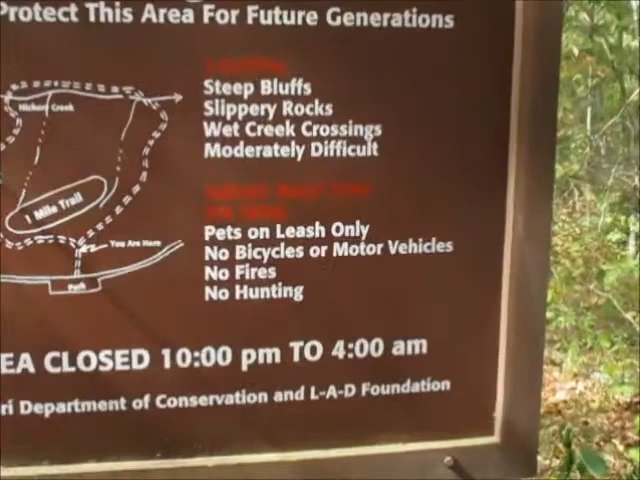 Protect This Area For Future Generations
Steep Bluffs
Slippery Rocks
Wet Creek Crossings
Moderately Difficult
Hickory Creek
1 Mile Trail
You Are Here
Park
Pets on Leash Only
No Bicycles or Motor Vehicles
No Fires
No Hunting
EA CLOSED 10:00 pm TO 4:00 am
ri Department of Conservation and L-A-D Foundation